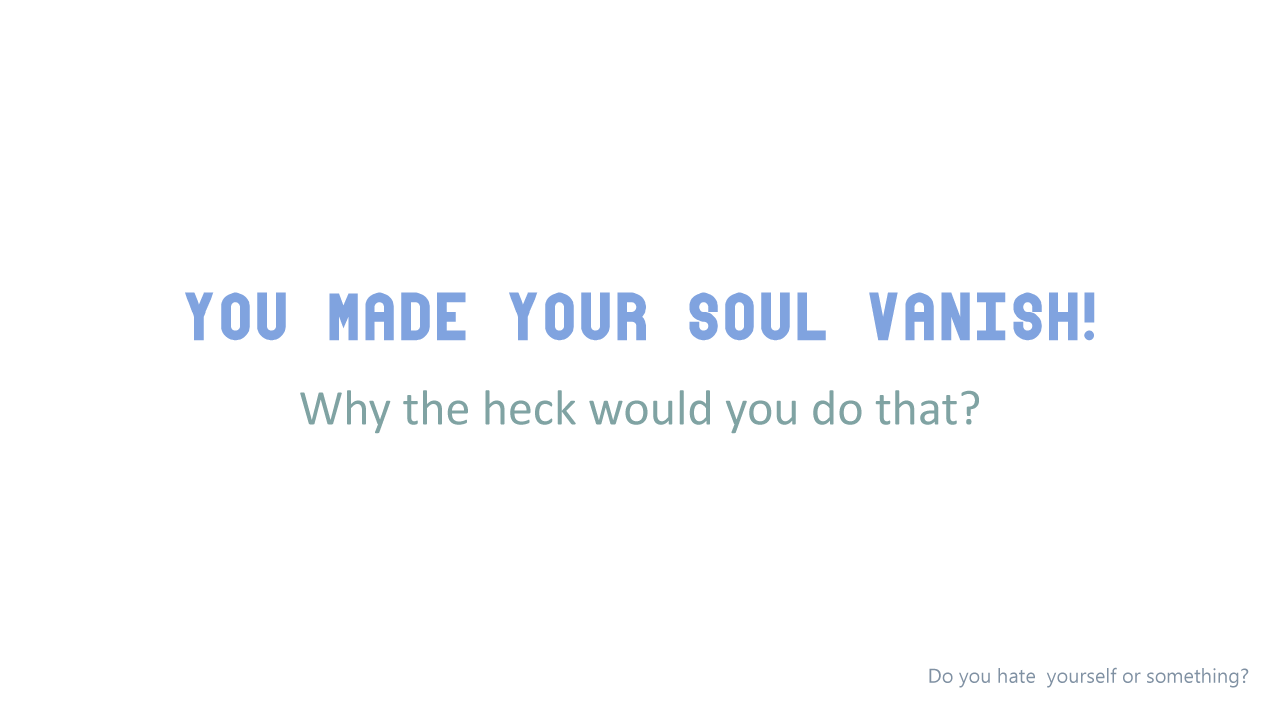 YOU MADE YOUR SOUL VANISH!
Why the heck would you do that?
Do you hate  yourself or something?